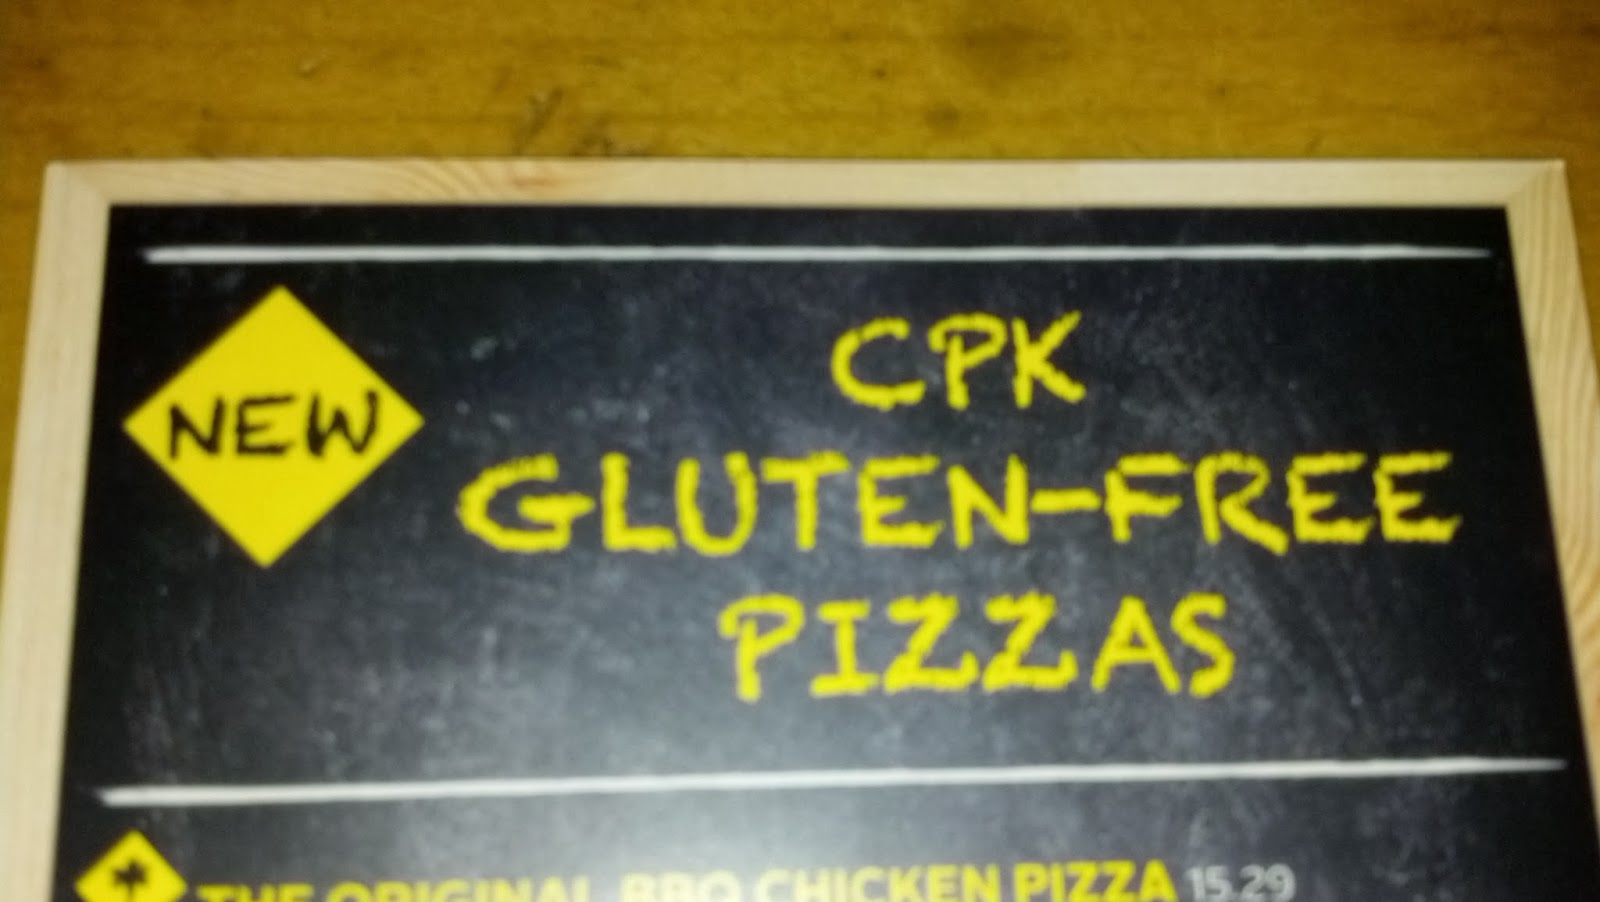 NEW
CPK
GLUTEN-FREE
PIZZAS
THE ORIGINAL BBQ CHICKEN PIZZA 15.29